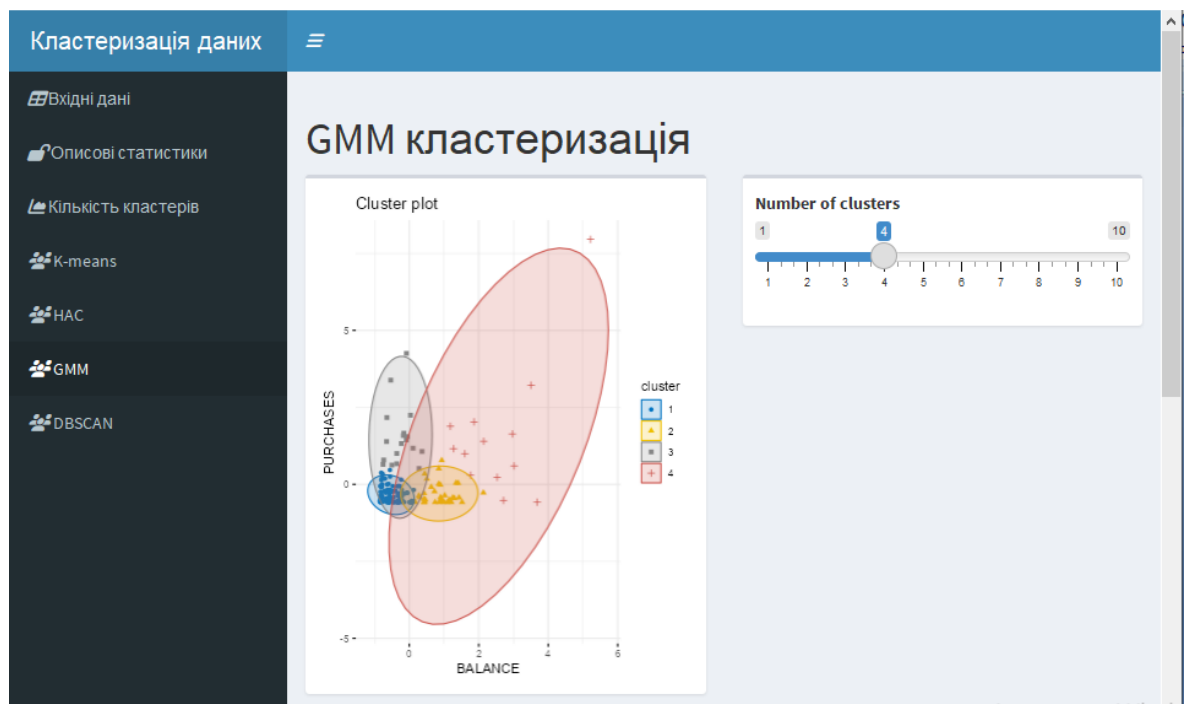 Кластеризація даних
Вхідні дані
Описові статистики
Кількість кластерів
K-means
HAC
GMM
DBSCAN
GMM кластеризація
Cluster plot
PURCHASES
5
0
-5
0 2 4 6
BALANCE
cluster
1
2
3
4
Number of clusters
1 4 10
1 2 3 4 5 6 7 8 9 10